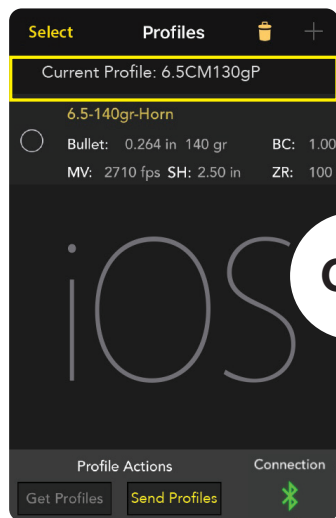 Select Profiles
Current Profile: 6.5CM130gP
6.5-140gr-Horn
Bullet: 0.264 in 140 gr BC: 1.00
MV: 2710 fps SH: 2.50 in ZR: 100
iOS
Profile Actions Connection
Get Profiles Send Profiles